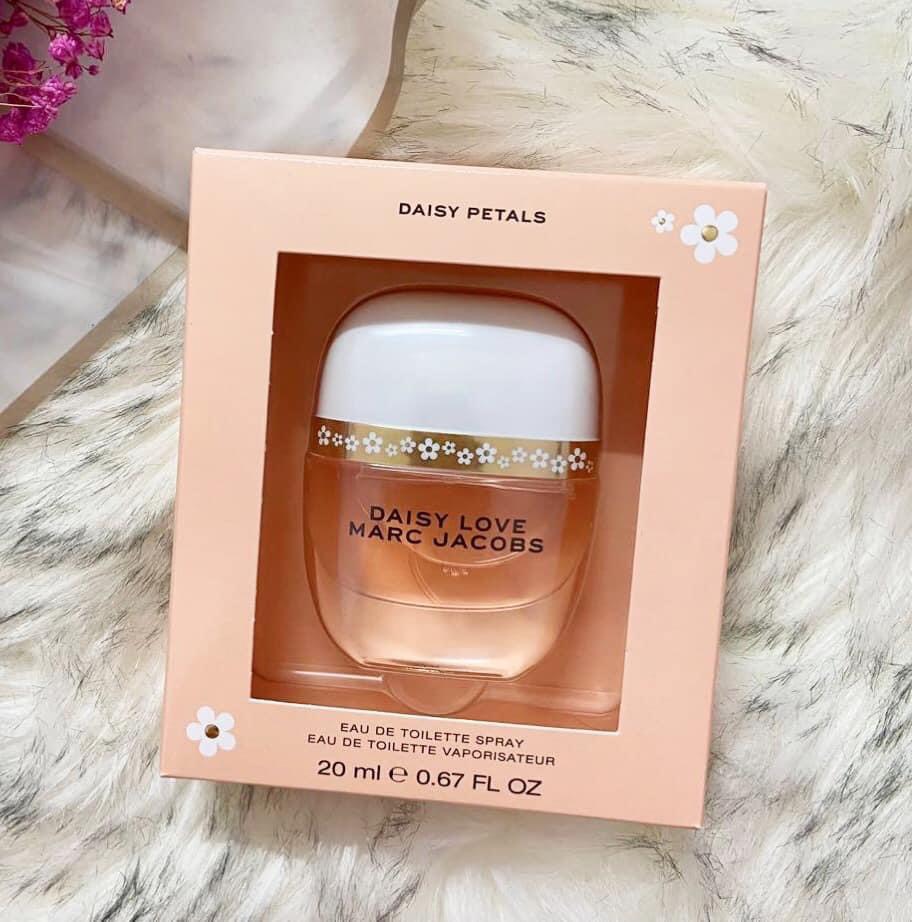 DAISY PETALS
DAISY LOVE
MARC JACOBS
EAU DE TOILETTE SPRAY
EAU DE TOILETTE VAPORISATEUR
20 ml ℮ 0.67 FL OZ